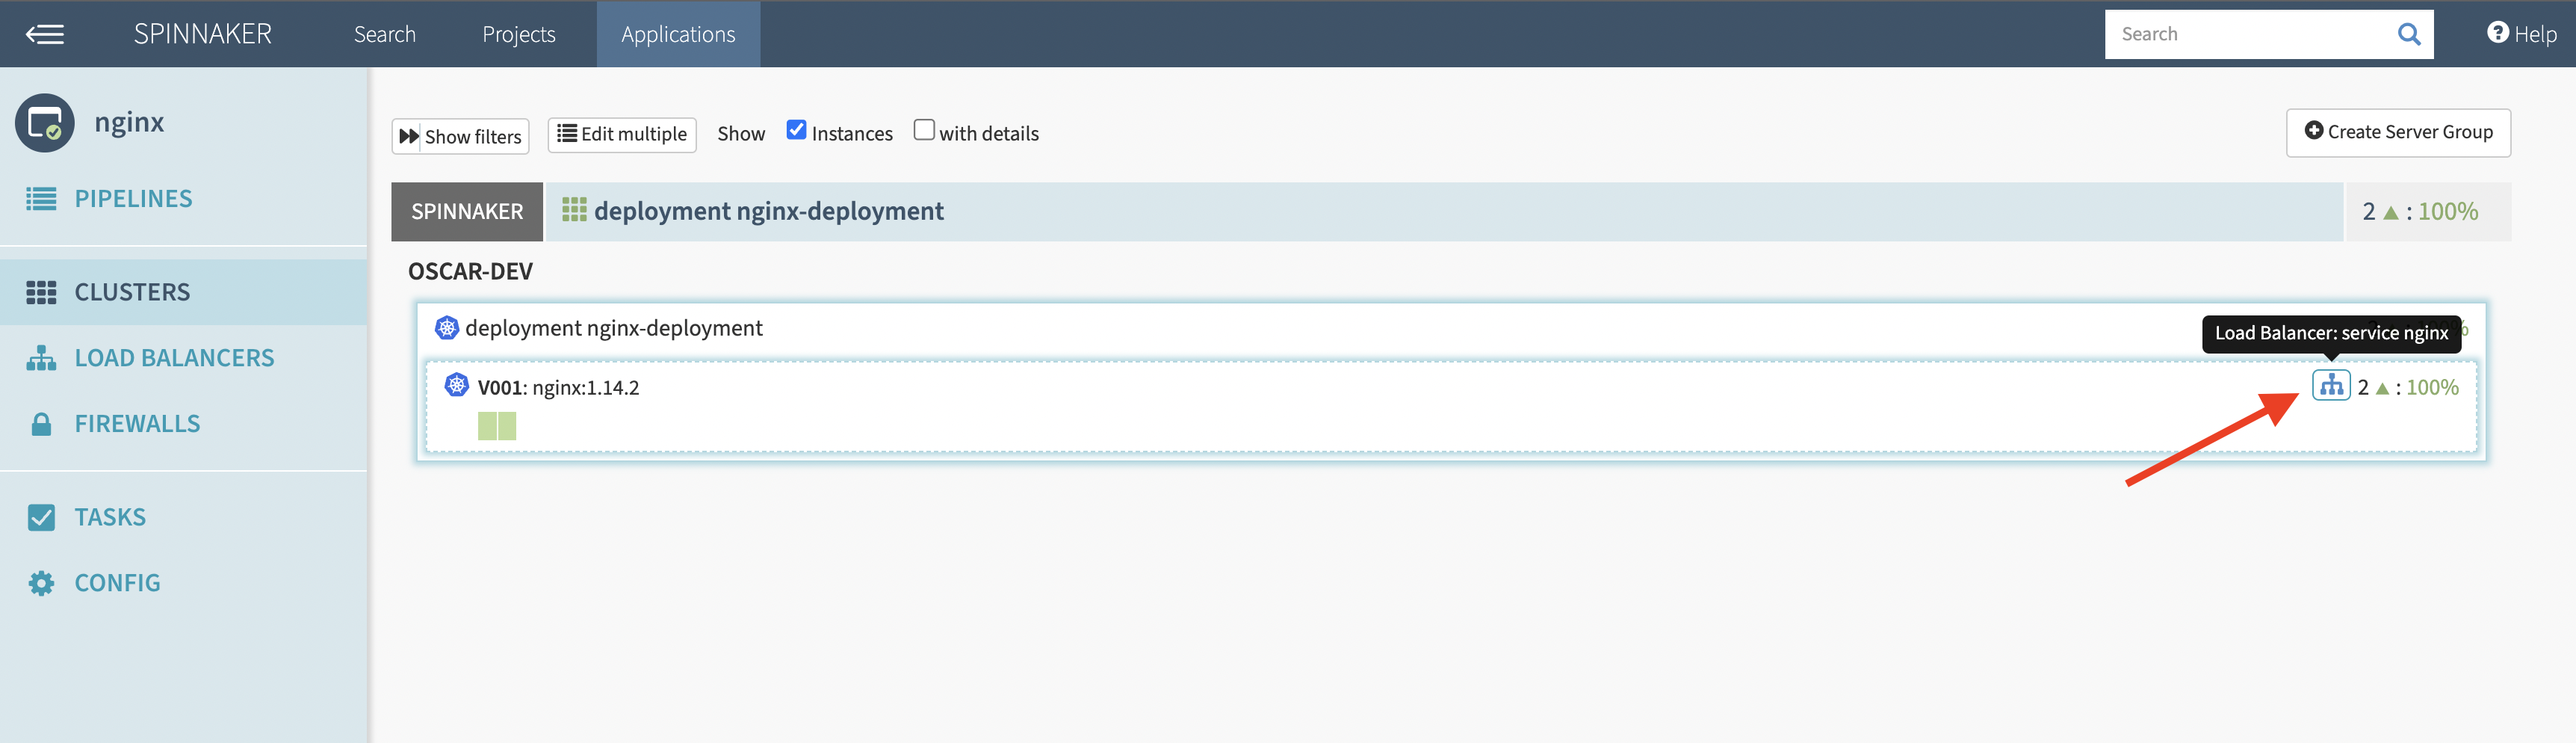 SPINNAKER Search Projects Applications Search Help
nginx
PIPELINES
CLUSTERS
LOAD BALANCERS
FIREWALLS
TASKS
CONFIG
Show filters Edit multiple Show Instances with details Create Server Group
SPINNAKER deployment nginx-deployment 2 ▲ : 100%
OSCAR-DEV
deployment nginx-deployment
Load Balancer: service nginx
V001: nginx:1.14.2 2 ▲ : 100%